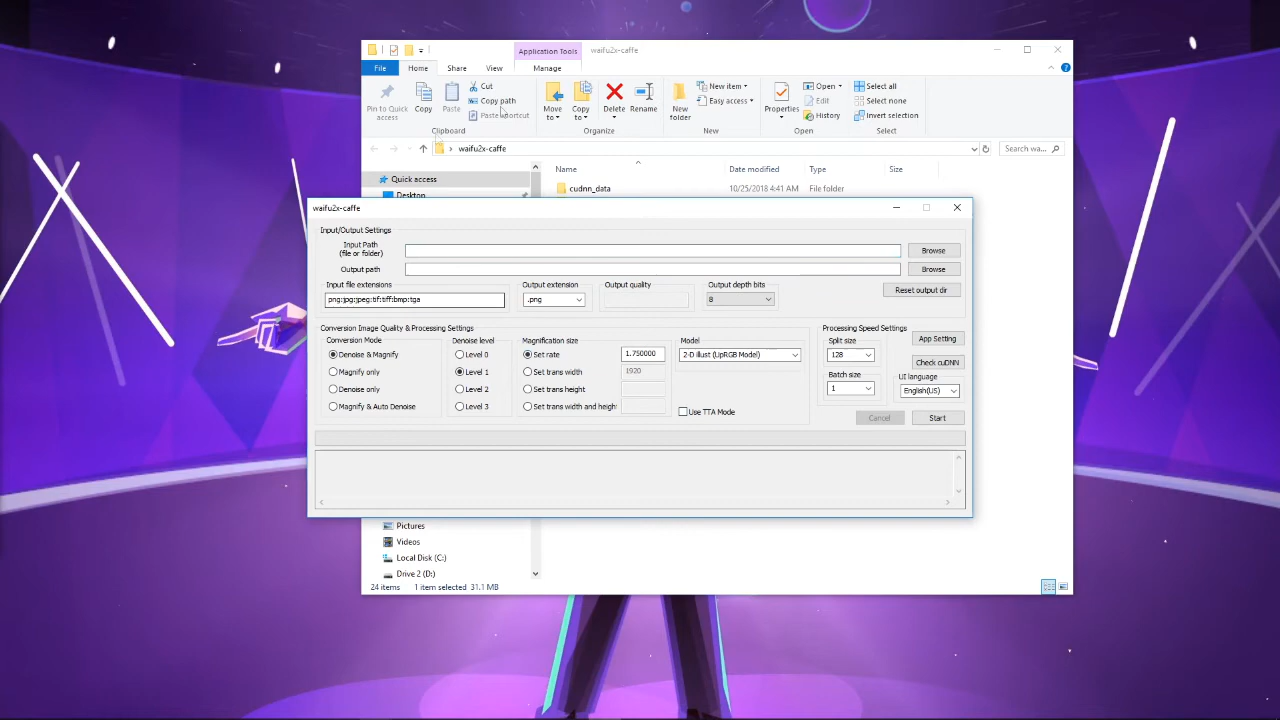 Application Tools waifu2x-caffe
File Home Share View Manage
Pin to Quick access
Copy
Paste
Cut
Copy path
Paste shortcut
Clipboard
Move to
Copy to
Delete
Rename
Organize
New folder
New item
Easy access
New
Properties
Open
Edit
History
Open
Select all
Select none
Invert selection
Select
waifu2x-caffe
Search wa...
Quick access
Desktop
Name Date modified Type Size
cudnn_data 10/25/2018 4:41 AM File folder
waifu2x-caffe
Input/Output Settings
Input Path
(file or folder)
Browse
Output path
Browse
Input file extensions
png:jpg:jpeg:tif:tiff:bmp:tga
Output extension
.png
Output quality
Output depth bits
8
Reset output dir
Conversion Image Quality & Processing Settings
Conversion Mode
Denoise & Magnify
Magnify only
Denoise only
Magnify & Auto Denoise
Denoise level
Level 0
Level 1
Level 2
Level 3
Magnification size
Set rate 1.750000
Set trans width 1920
Set trans height
Set trans width and height
Model
2-D illust (UpRGB Model)
Use TTA Mode
Processing Speed Settings
Split size
128
Batch size
1
App Setting
Check cuDNN
UI language
English(US)
Cancel
Start
Pictures
Videos
Local Disk (C:)
Drive 2 (D:)
24 items 1 item selected 31.1 MB